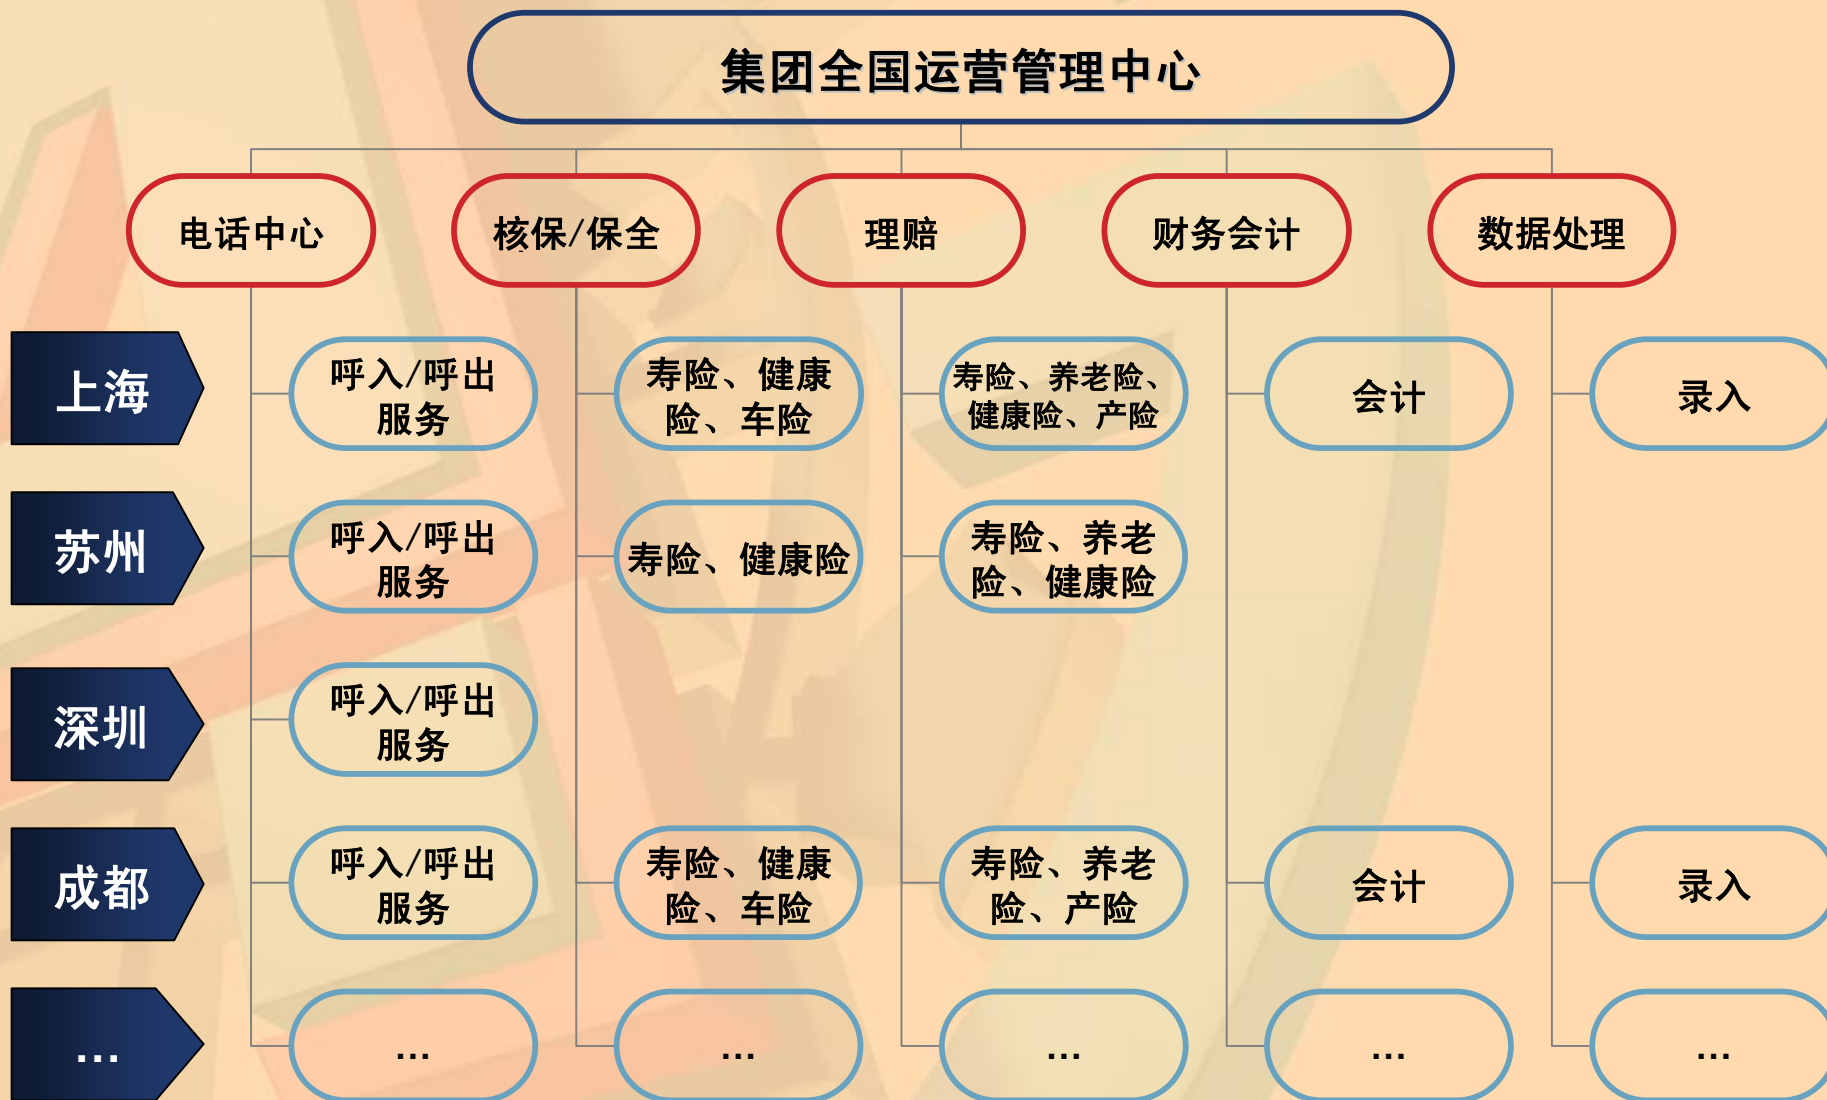 集团全国运营管理中心
电话中心
核保/保全
理赔
财务会计
数据处理
上海
呼入/呼出
服务
寿险、健康
险、车险
寿险、养老险、
健康险、产险
会计
录入
苏州
呼入/呼出
服务
寿险、健康险
寿险、养老
险、健康险
深圳
呼入/呼出
服务
成都
呼入/呼出
服务
寿险、健康
险、车险
寿险、养老
险、产险
会计
录入
...
...
...
...
...
...